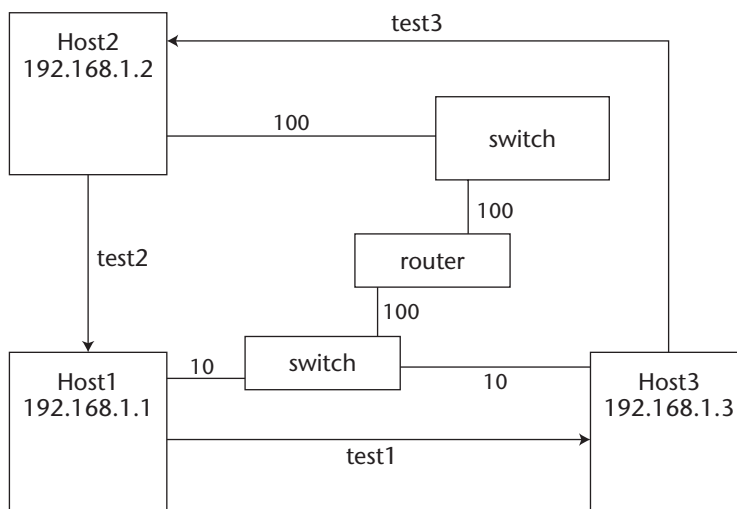 test3
Host2
192.168.1.2
100
switch
100
test2
router
100
switch
10
10
Host1
192.168.1.1
Host3
192.168.1.3
test1